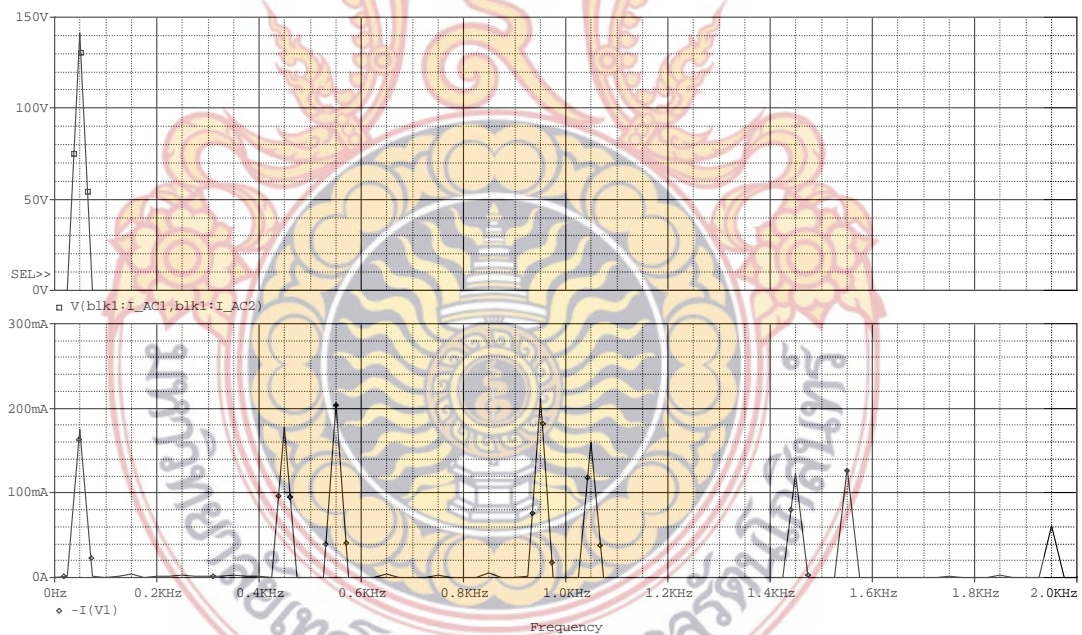 150V
100V
50V
SEL>>
0V
V(blk1:I_AC1,blk1:I_AC2)
300mA
200mA
100mA
0A
0Hz 0.2KHz 0.4KHz 0.6KHz 0.8KHz 1.0KHz 1.2KHz 1.4KHz 1.6KHz 1.8KHz 2.0KHz
-I(V1)
Frequency